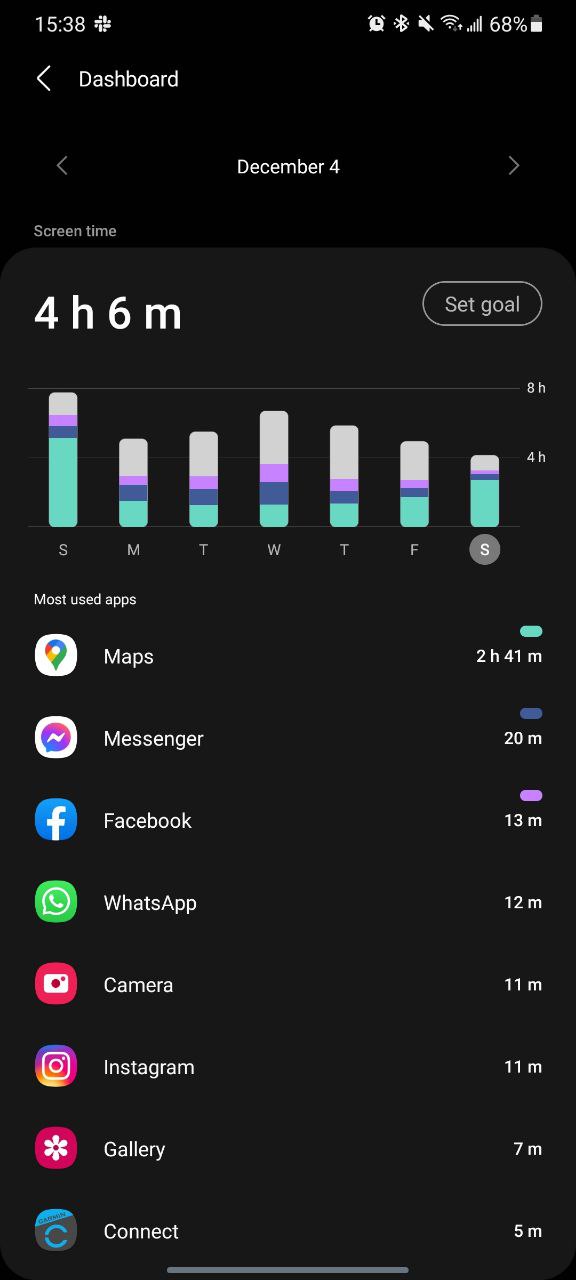 15:38 68%
Dashboard
December 4
Screen time
4 h 6 m Set goal
8 h
4 h
S M T W T F S
Most used apps
Maps 2 h 41 m
Messenger 20 m
Facebook 13 m
WhatsApp 12 m
Camera 11 m
Instagram 11 m
Gallery 7 m
GARMIN
Connect 5 m